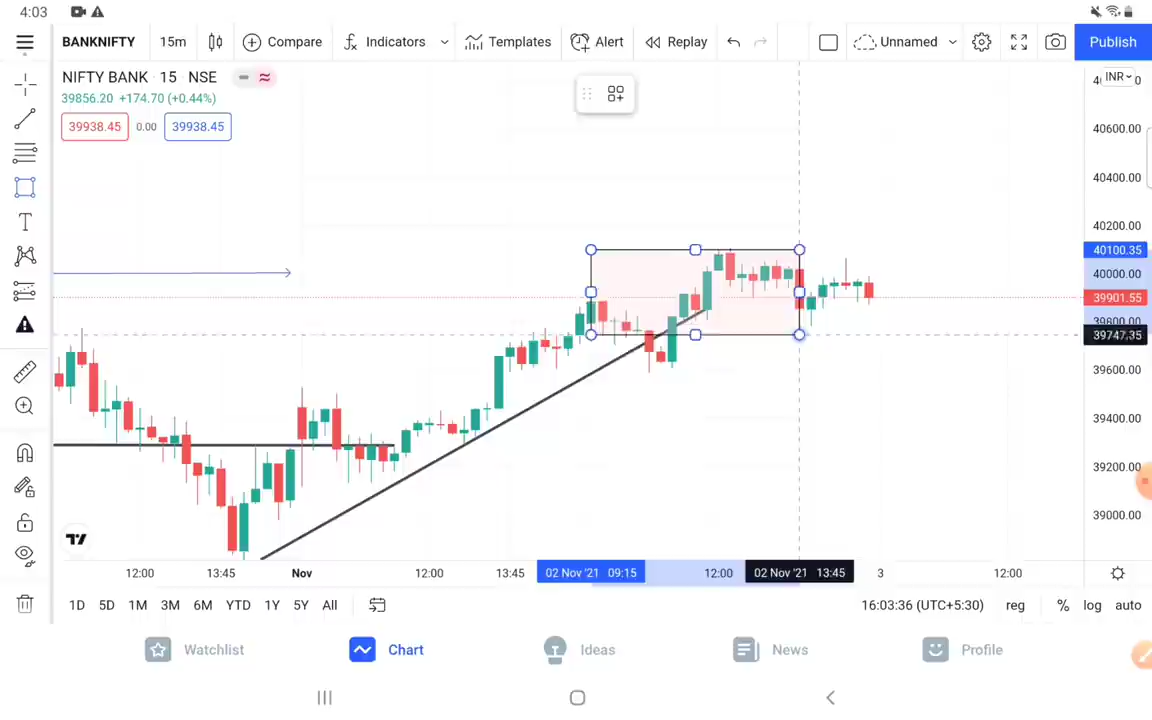 4:03
BANKNIFTY 15m Compare Indicators Templates Alert Replay Unnamed Publish
NIFTY BANK · 15 · NSE
INR
39856.20 +174.70 (+0.44%)
39938.45 0.00 39938.45
40600.00
40400.00
40200.00
40100.35
40000.00
39901.55
39800.00
39747.35
39600.00
39400.00
39200.00
39000.00
12:00 13:45 Nov 12:00 13:45 02 Nov '21 09:15 12:00 02 Nov '21 13:45 3 12:00
1D 5D 1M 3M 6M YTD 1Y 5Y All 16:03:36 (UTC+5:30) reg % log auto
Watchlist Chart Ideas News Profile